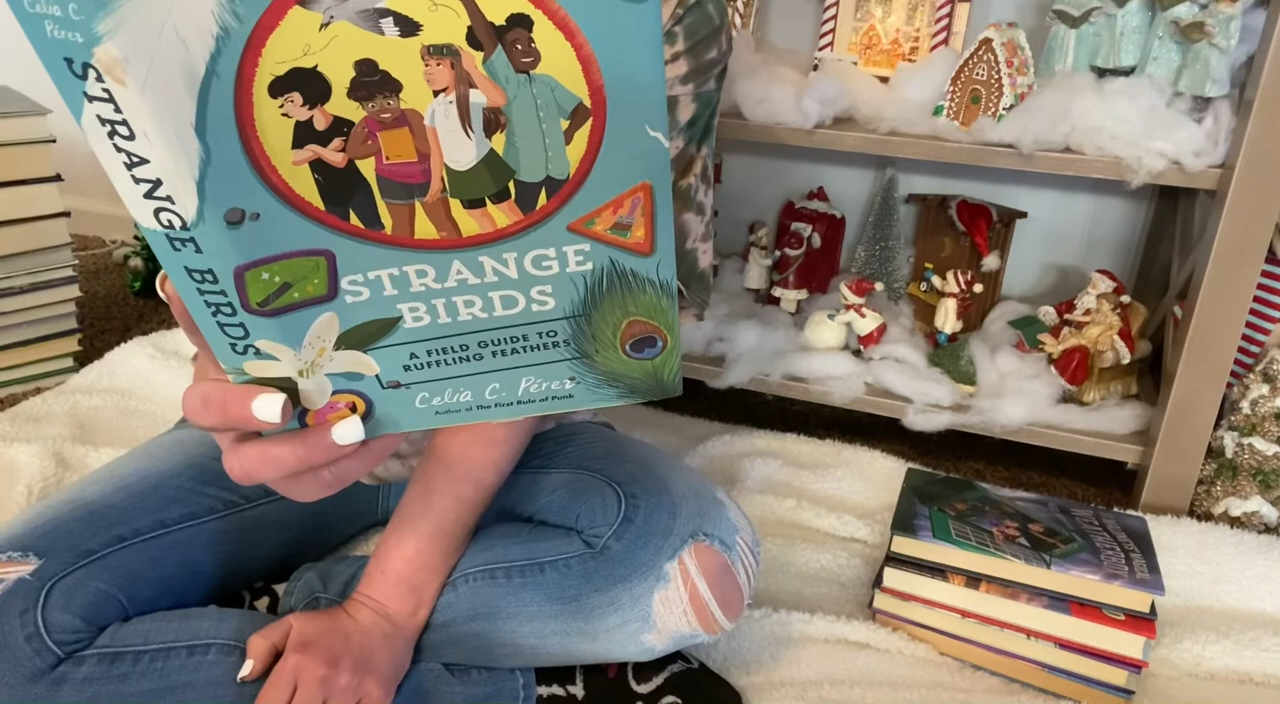 Celia C.
Pérez
STRANGE BIRDS
STRANGE
BIRDS
A FIELD GUIDE TO
RUFFLING FEATHERS
Celia C. Pérez
Author of The First Rule of Punk